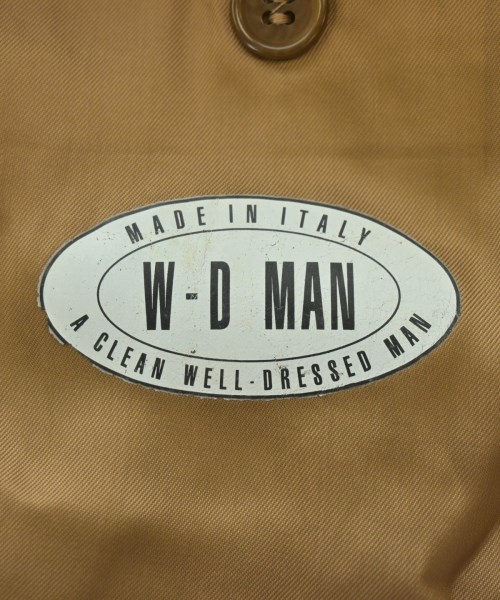 MADE IN ITALY
W-D MAN
A CLEAN WELL-DRESSED MAN